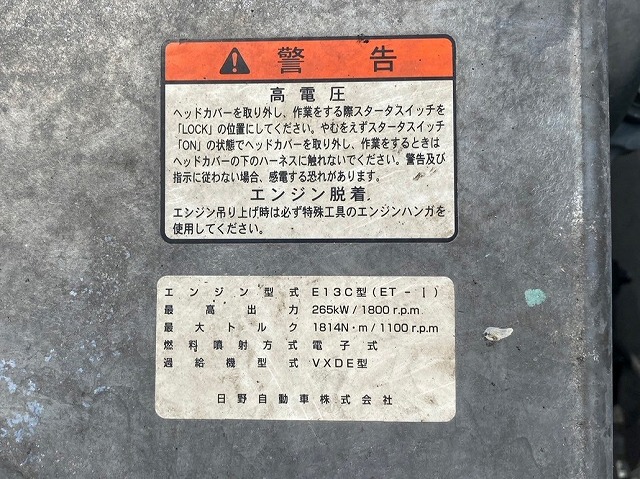 警告
高電圧
ヘッドカバーを取り外し、作業をする際スタータスイッチを
「LOCK」の位置にしてください。やむをえずスタータスイッチ
「ON」の状態でヘッドカバーを取り外し、作業をするときは
ヘッドカバーの下のハーネスに触れないでください。警告及び
指示に従わない場合、感電する恐れがあります。
エンジン脱着
エンジン吊り上げ時は必ず特殊工具のエンジンハンガを
使用してください。
エンジン型式 E13C型(ET-I)
最高出力 265kW/1800r.p.m
最大トルク 1814N・m/1100r.p.m
燃料噴射方式 電子式
過給機型式 VXDE型
日野自動車株式会社